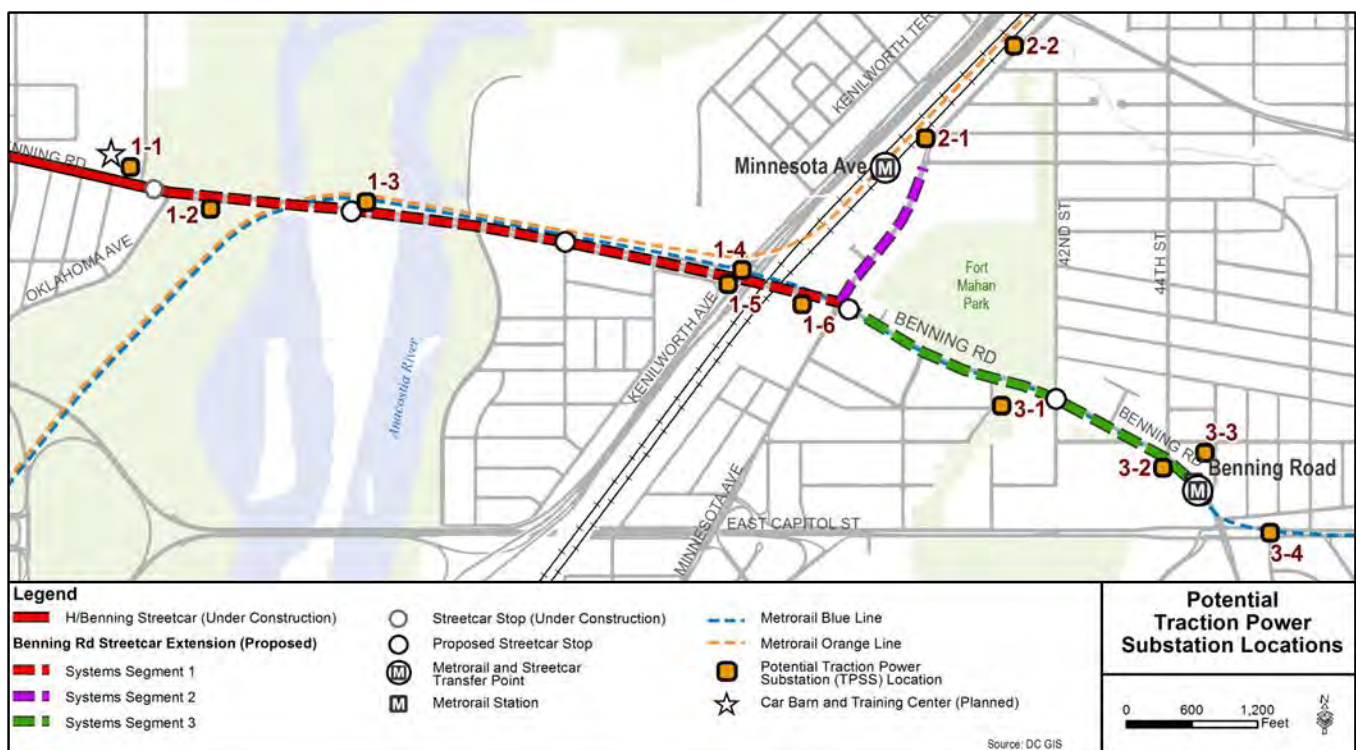 2-2
KENILWORTH TER
2-1
Minnesota Ave
M
1-1
ENNING RD
1-2
1-3
OKLAHOMA AVE
Anacostia River
1-4
1-5
1-6
KENILWORTH AVE
Fort
Mahan
Park
42ND ST
44TH ST
BENNING RD
3-1
BENNING RD
3-3
3-2
Benning Road
M
MINNESOTA AVE
EAST CAPITOL ST
3-4
Legend
H/Benning Streetcar (Under Construction)
Benning Rd Streetcar Extension (Proposed)
Systems Segment 1
Systems Segment 2
Systems Segment 3
Streetcar Stop (Under Construction)
Proposed Streetcar Stop
M
Metrorail and Streetcar
Transfer Point
M
Metrorail Station
Metrorail Blue Line
Metrorail Orange Line
Potential Traction Power
Substation (TPSS) Location
Car Barn and Training Center (Planned)
Source: DC GIS
Potential
Traction Power
Substation Locations
0 600 1,200
Feet
N